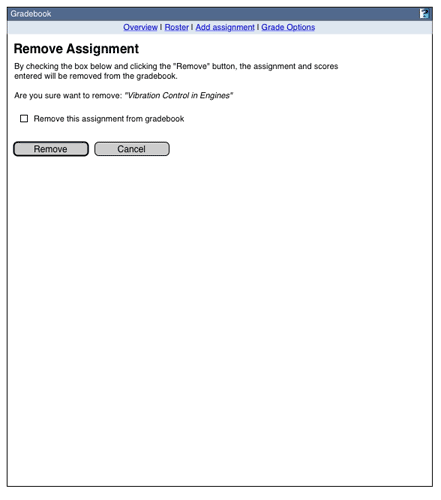 Gradebook
Overview | Roster | Add assignment | Grade Options
Remove Assignment
By checking the box below and clicking the "Remove" button, the assignment and scores
entered will be removed from the gradebook.
Are you sure want to remove: "Vibration Control in Engines"
Remove this assignment from gradebook
Remove Cancel